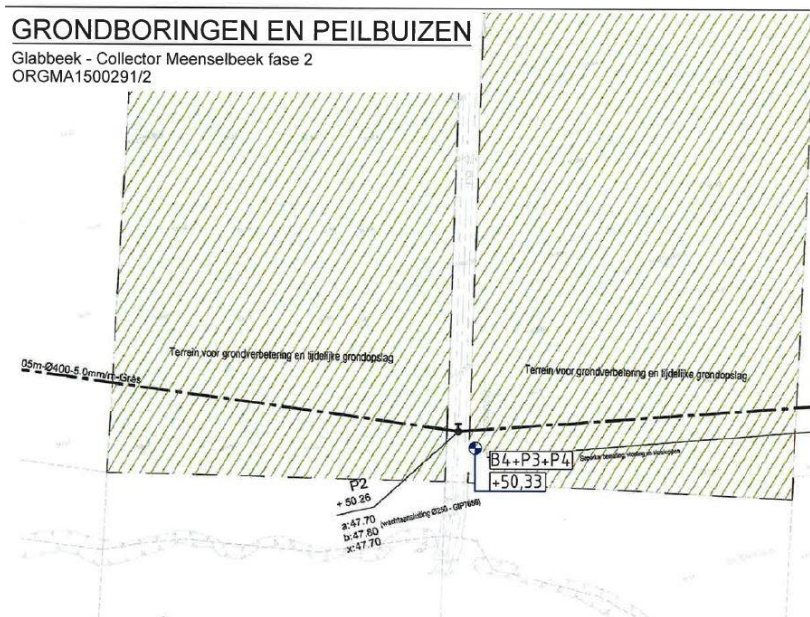 GRONDBORINGEN EN PEILBUIZEN
Glabbeek - Collector Meenselbeek fase 2
ORGMA1500291/2
Terrein voor grondverbetering en tijdelijke grondopslag
Terrein voor grondverbetering en tijdelijke grondopslag
05m-Ø400-5.0mm/m-Gres
B4+P3+P4
+50,33
P2
+ 50.26
a:47.70
b:47.80
x:47.70